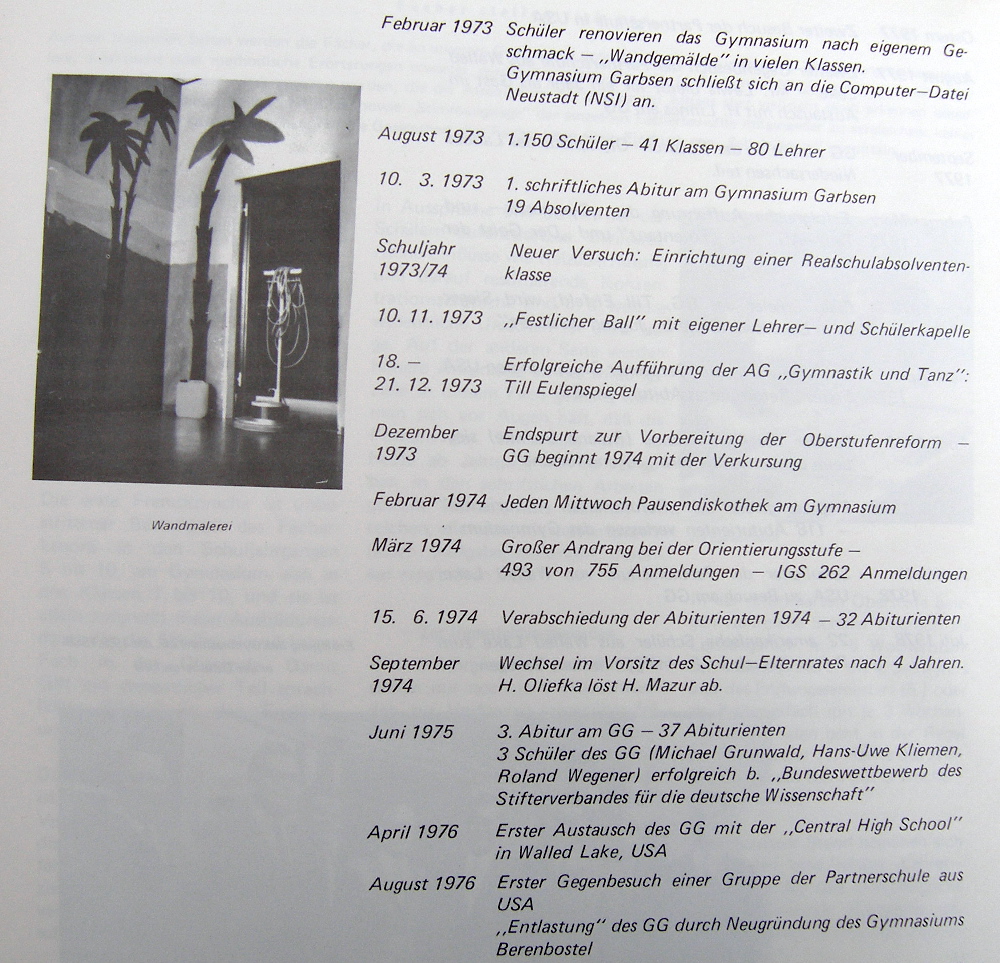 Februar 1973 Schüler renovieren das Gymnasium nach eigenem Ge-
schmack — „Wandgemälde" in vielen Klassen.
Gymnasium Garbsen schließt sich an die Computer—Datei
Neustadt (NSI) an.
August 1973 1.150 Schüler — 41 Klassen — 80 Lehrer
10. 3. 1973 1. schriftliches Abitur am Gymnasium Garbsen
19 Absolventen
Schuljahr Neuer Versuch: Einrichtung einer Realschulabsolventen-
1973/74 klasse
10. 11. 1973 „Festlicher Ball" mit eigener Lehrer— und Schülerkapelle
18. — Erfolgreiche Aufführung der AG „Gymnastik und Tanz":
21. 12. 1973 Till Eulenspiegel
Dezember Endspurt zur Vorbereitung der Oberstufenreform —
1973 GG beginnt 1974 mit der Verkursung
Februar 1974 Jeden Mittwoch Pausendiskothek am Gymnasium
Wandmalerei
März 1974 Großer Andrang bei der Orientierungsstufe —
493 von 755 Anmeldungen — IGS 262 Anmeldungen
15. 6. 1974 Verabschiedung der Abiturienten 1974 — 32 Abiturienten
September Wechsel im Vorsitz des Schul—Elternrates nach 4 Jahren.
1974 H. Oliefka löst H. Mazur ab.
Juni 1975 3. Abitur am GG — 37 Abiturienten
3 Schüler des GG (Michael Grunwald, Hans-Uwe Kliemen,
Roland Wegener) erfolgreich b. „Bundeswettbewerb des
Stifterverbandes für die deutsche Wissenschaft"
April 1976 Erster Austausch des GG mit der „Central High School"
in Walled Lake, USA
August 1976 Erster Gegenbesuch einer Gruppe der Partnerschule aus
USA
„Entlastung" des GG durch Neugründung des Gymnasiums
Berenbostel